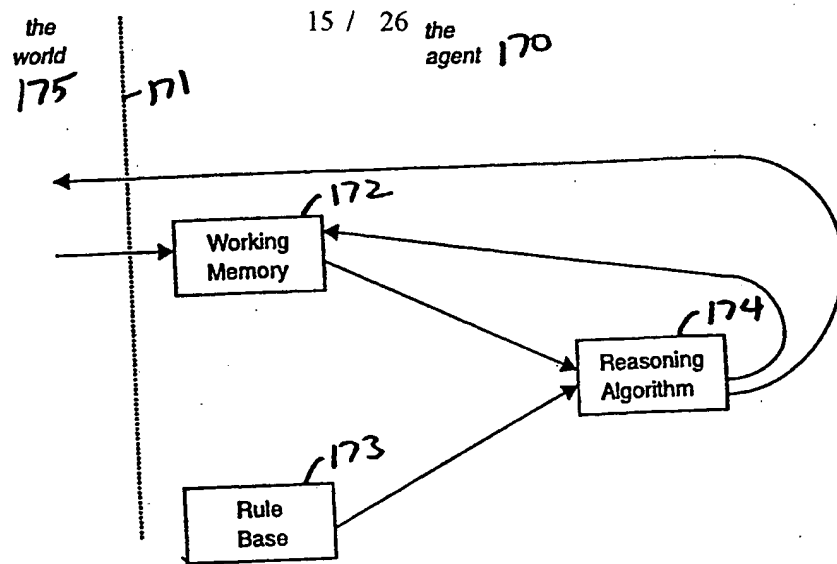 15 / 26
the
world
175
171
the
agent 170
172
Working
Memory
174
Reasoning
Algorithm
173
Rule
Base